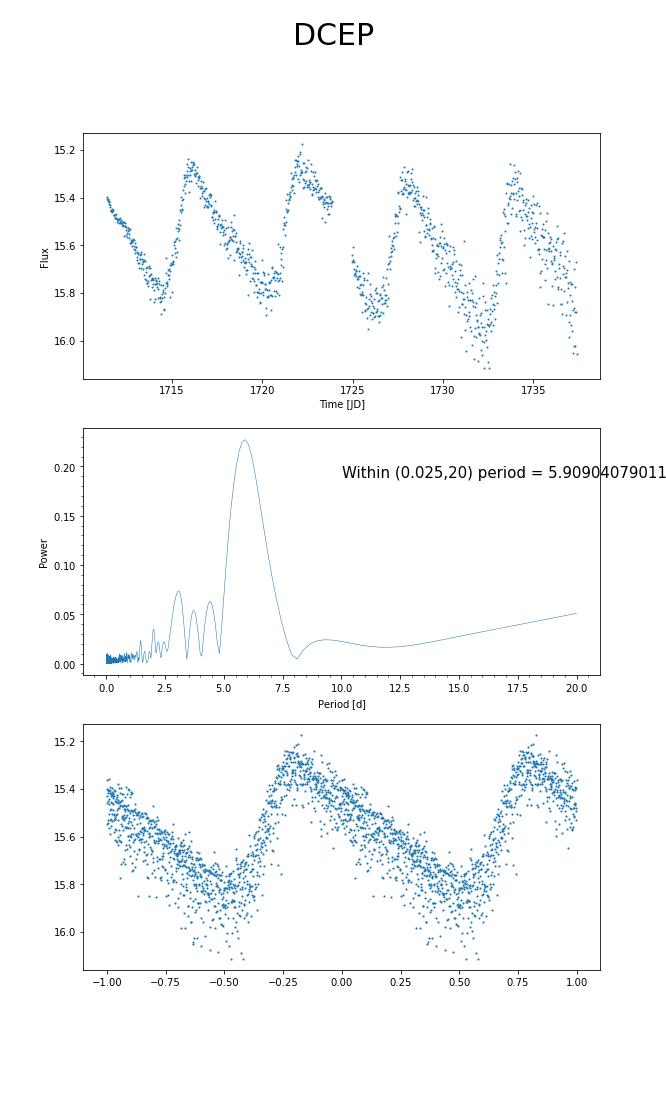 DCEP
15.2
15.4
15.6
15.8
16.0
Flux
1715 1720 1725 1730 1735
Time [JD]
Within (0.025,20) period = 5.90904079011
0.20
0.15
0.10
0.05
0.00
Power
0.0 2.5 5.0 7.5 10.0 12.5 15.0 17.5 20.0
Period [d]
15.2
15.4
15.6
15.8
16.0
−1.00 −0.75 −0.50 −0.25 0.00 0.25 0.50 0.75 1.00